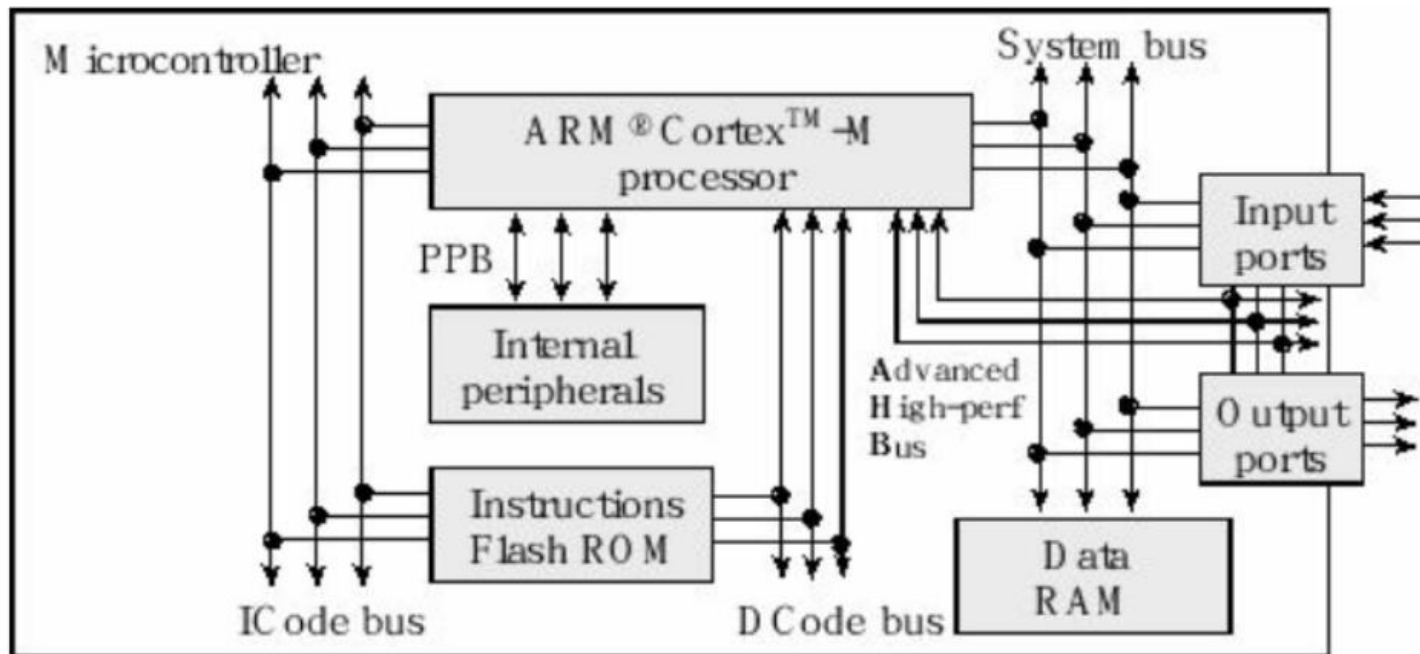 Microcontroller
System bus
ARM®Cortex™-M
processor
Input
ports
PPB
Internal
peripherals
Advanced
High-perf
Bus
Output
ports
Instructions
Flash ROM
Data
RAM
ICode bus
DCode bus